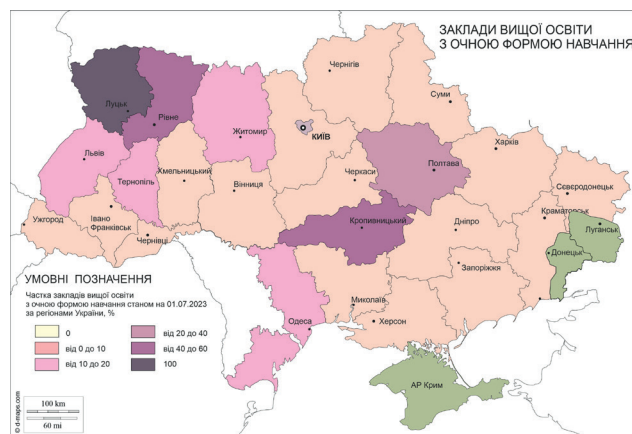 ЗАКЛАДИ ВИЩОЇ ОСВІТИ
З ОЧНОЮ ФОРМОЮ НАВЧАННЯ
Чернігів
Суми
Луцьк
Рівне
Житомир
КИЇВ
Харків
Львів
Полтава
Тернопіль
Хмельницький
Черкаси
Сєвєродонецьк
Вінниця
Ужгород
Івано
Франківськ
Кропивницький
Дніпро
Краматорськ
Луганськ
Чернівці
Донецьк
Запоріжжя
УМОВНІ ПОЗНАЧЕННЯ
Частка закладів вищої освіти
з очною формою навчання станом на 01.07.2023
за регіонами України, %
0
від 0 до 10
від 10 до 20
від 20 до 40
від 40 до 60
100
Миколаїв
Одеса
Херсон
АР Крим
100 km
60 mi
© d-maps.com